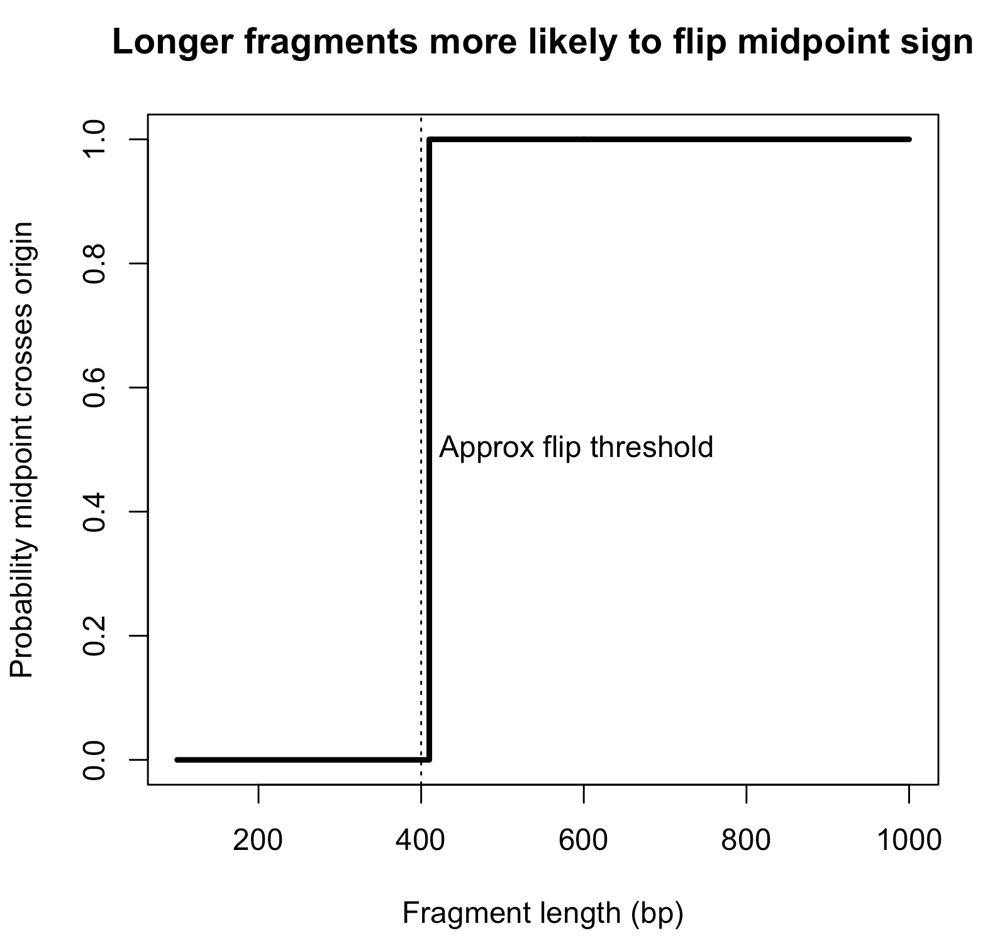 Longer fragments more likely to flip midpoint sign
Probability midpoint crosses origin
1.0
0.8
0.6
0.4
0.2
0.0
Approx flip threshold
200 400 600 800 1000
Fragment length (bp)